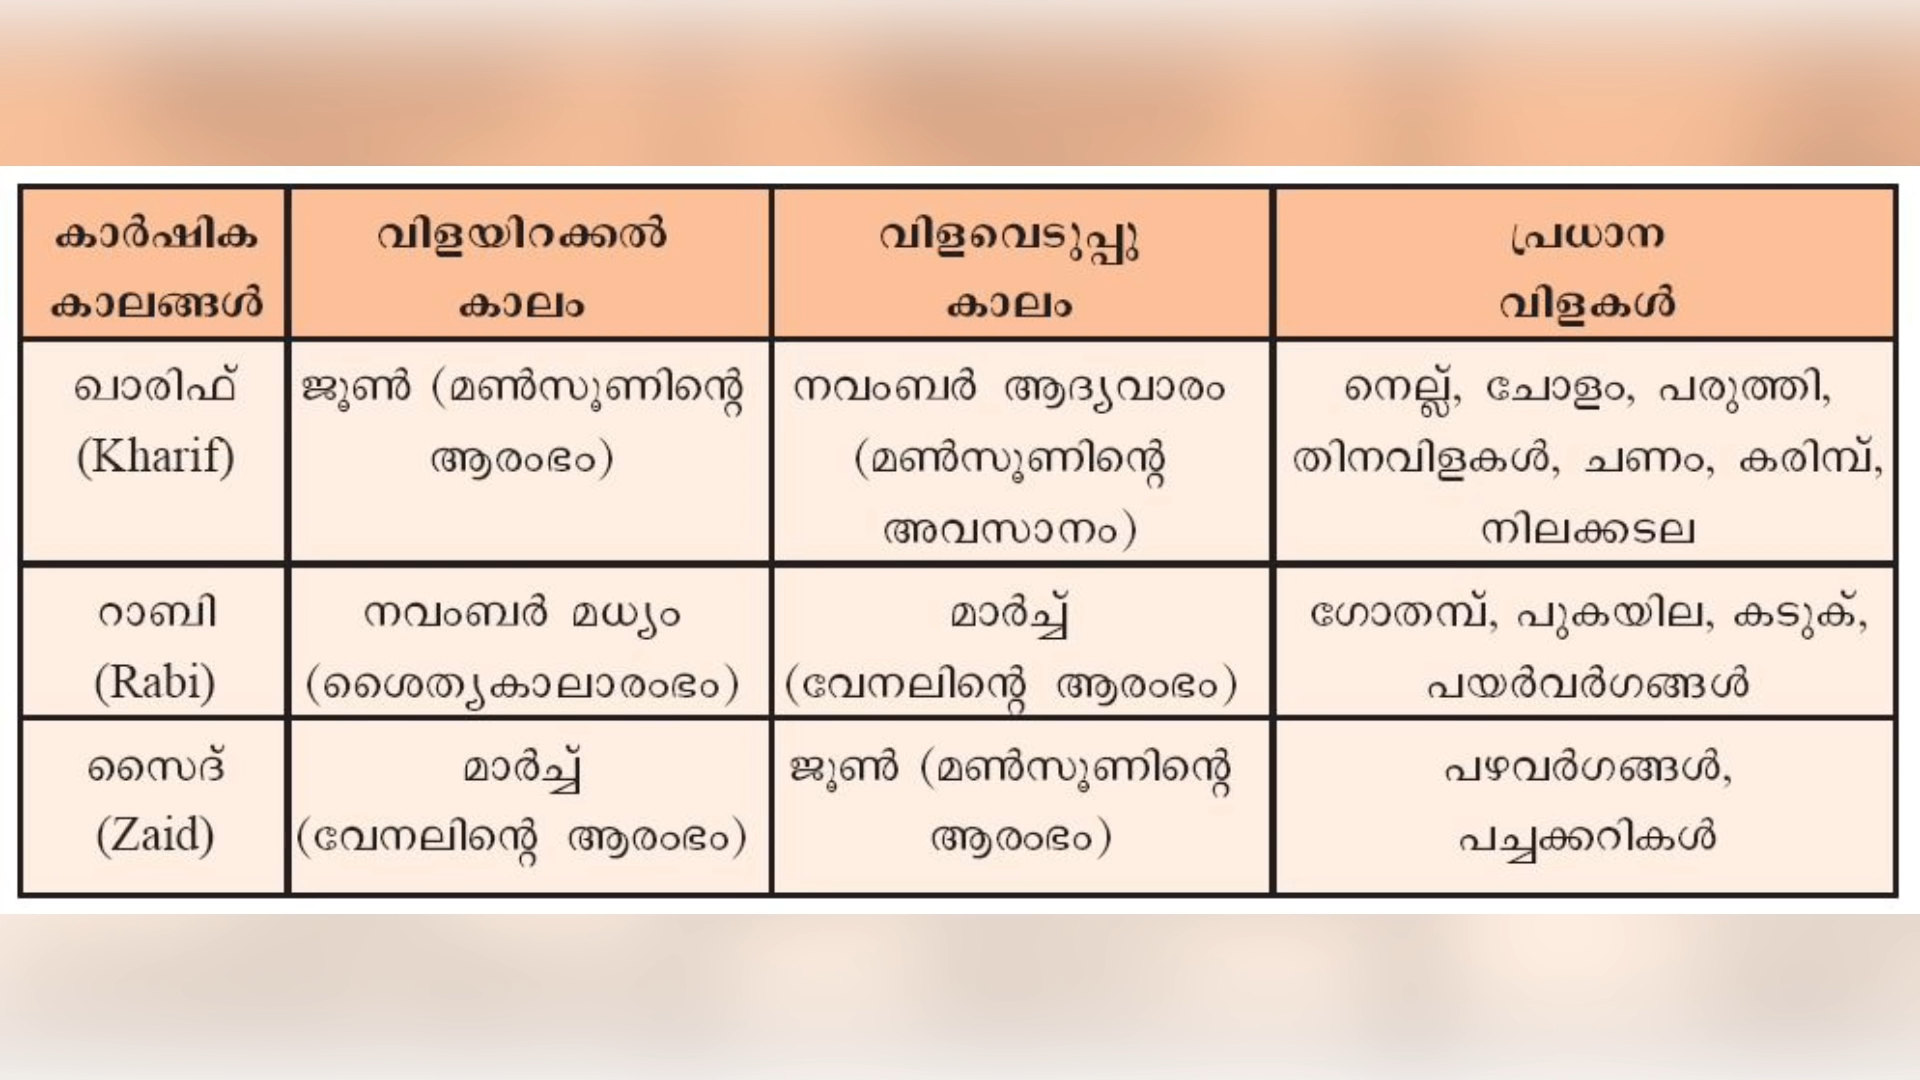 കാർഷിക
കാലങ്ങൾ
വിളയിറക്കൽ
കാലം
വിളവെടുപ്പു
കാലം
പ്രധാന
വിളകൾ
ഖാരിഫ്
(Kharif)
ജൂൺ (മൺസൂണിന്റെ
ആരംഭം)
നവംബർ ആദ്യവാരം
(മൺസൂണിന്റെ
അവസാനം)
നെല്ല്, ചോളം, പരുത്തി,
തിനവിളകൾ, ചണം, കരിമ്പ്,
നിലക്കടല
റാബി
(Rabi)
നവംബർ മധ്യം
(ശൈത്യകാലാരംഭം)
മാർച്ച്
(വേനലിന്റെ ആരംഭം)
ഗോതമ്പ്, പുകയില, കടുക്,
പയർവർഗങ്ങൾ
സൈദ്
(Zaid)
മാർച്ച്
(വേനലിന്റെ ആരംഭം)
ജൂൺ (മൺസൂണിന്റെ
ആരംഭം)
പഴവർഗങ്ങൾ,
പച്ചക്കറികൾ